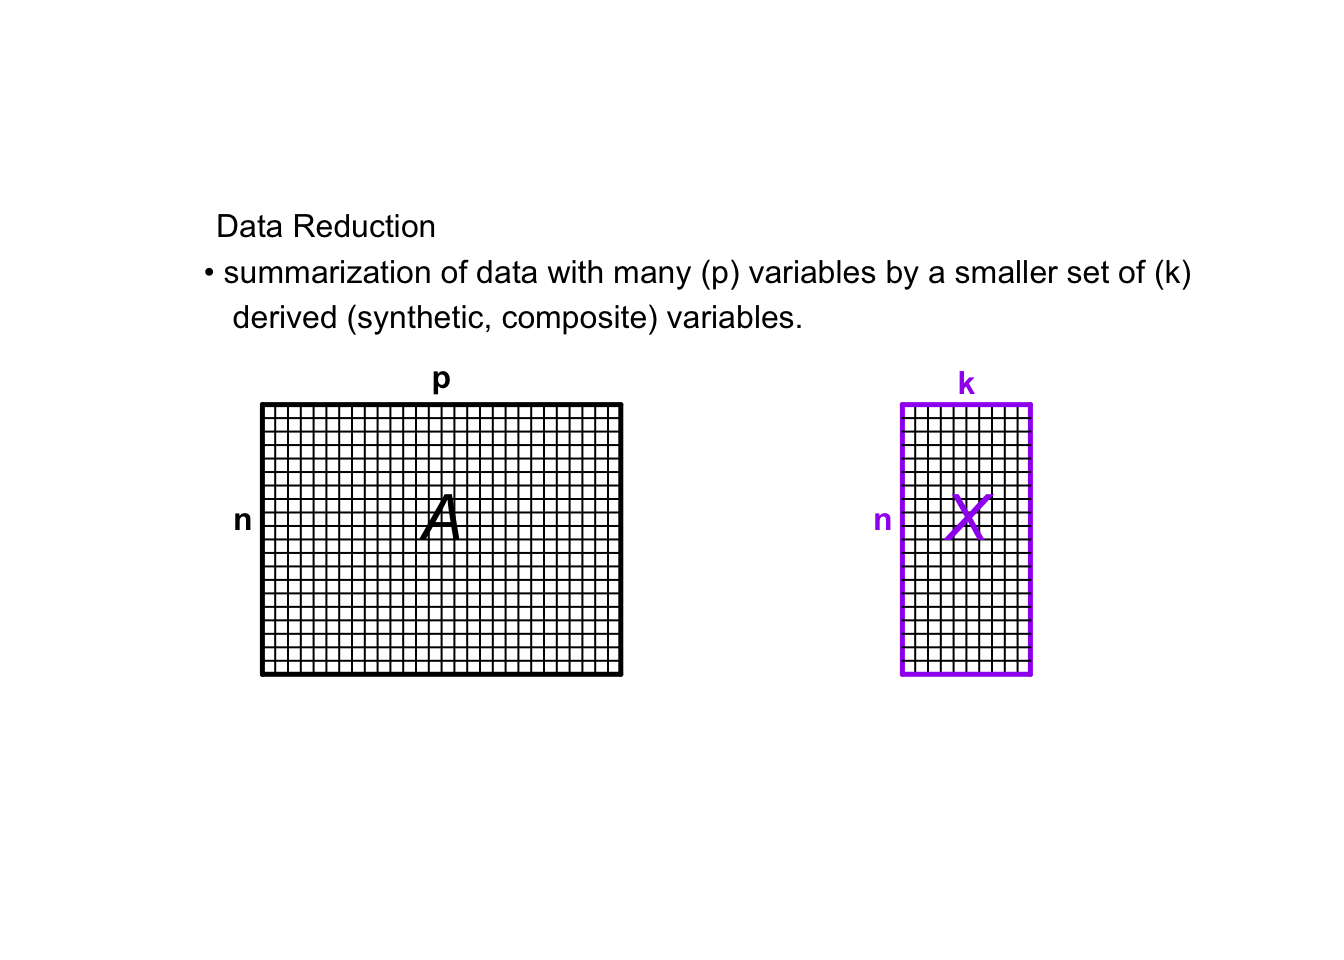 Data Reduction
• summarization of data with many (p) variables by a smaller set of (k)
derived (synthetic, composite) variables.
p
k
n
A
n
X